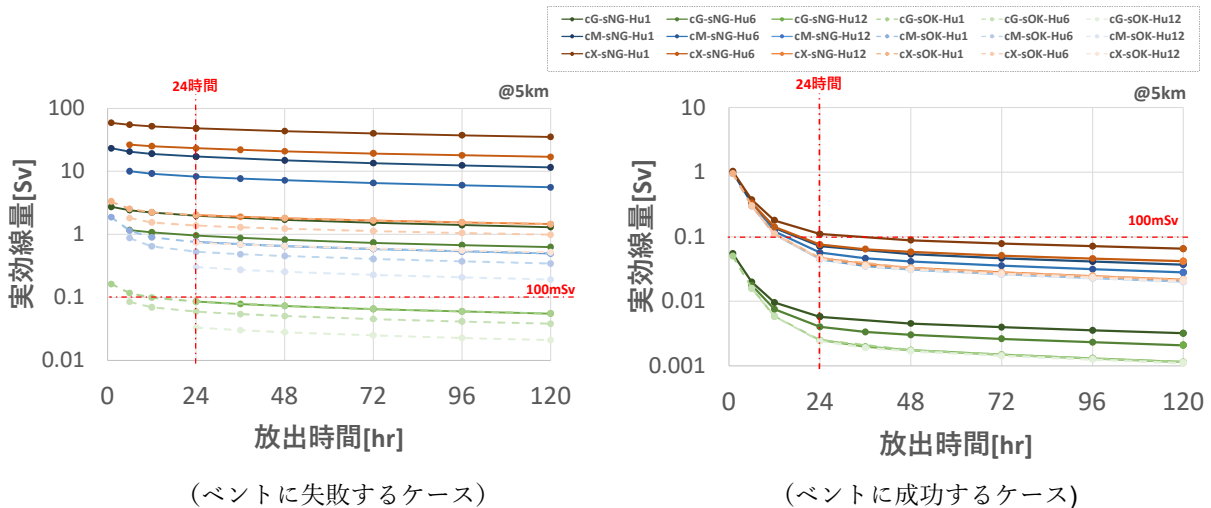 cG-sNG-Hu1 cG-sNG-Hu6 cG-sNG-Hu12 cG-sOK-Hu1 cG-sOK-Hu6 cG-sOK-Hu12
cM-sNG-Hu1 cM-sNG-Hu6 cM-sNG-Hu12 cM-sOK-Hu1 cM-sOK-Hu6 cM-sOK-Hu12
cX-sNG-Hu1 cX-sNG-Hu6 cX-sNG-Hu12 cX-sOK-Hu1 cX-sOK-Hu6 cX-sOK-Hu12
24時間
@5km
実効線量[Sv]
100
10
1
0.1
0.01
100mSv
0 24 48 72 96 120
放出時間[hr]
（ベントに失敗するケース）
24時間
@5km
実効線量[Sv]
10
1
0.1
0.01
0.001
100mSv
0 24 48 72 96 120
放出時間[hr]
（ベントに成功するケース)